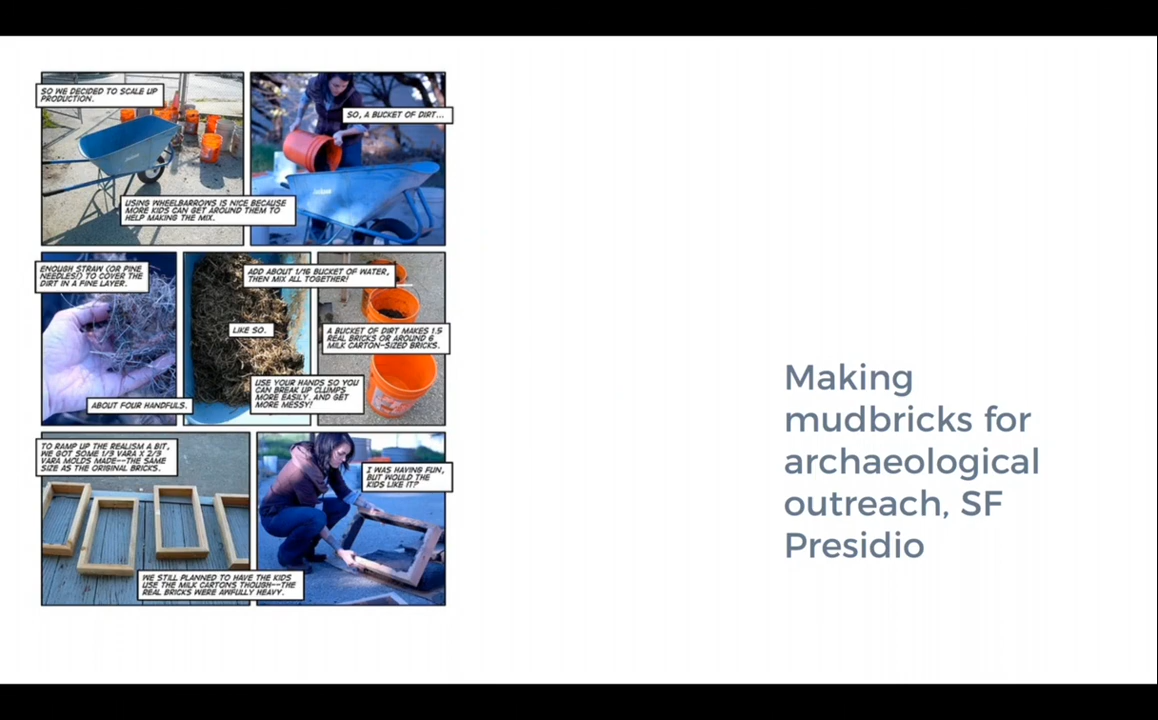 SO WE DECIDED TO SCALE UP
PRODUCTION.
SO, A BUCKET OF DIRT...
USING WHEELBARROWS IS NICE BECAUSE
MORE KIDS CAN GET AROUND THEM TO
HELP MAKING THE MIX.
ENOUGH STRAW (OR PINE
NEEDLES!) TO COVER THE
DIRT IN A FINE LAYER.
ABOUT FOUR HANDFULS.
ADD ABOUT 1/16 BUCKET OF WATER,
THEN MIX ALL TOGETHER!
LIKE SO.
USE YOUR HANDS SO YOU
CAN BREAK UP CLUMPS
MORE EASILY. AND GET
MORE MESSY!
A BUCKET OF DIRT MAKES 1.5
REAL BRICKS OR AROUND 6
MILK CARTON-SIZED BRICKS.
TO RAMP UP THE REALISM A BIT,
WE GOT SOME 1/3 VARA X 2/3
VARA MOLDS MADE--THE SAME
SIZE AS THE ORIGINAL BRICKS.
I WAS HAVING FUN,
BUT WOULD THE
KIDS LIKE IT?
WE STILL PLANNED TO HAVE THE KIDS
USE THE MILK CARTONS THOUGH--THE
REAL BRICKS WERE AWFULLY HEAVY.
Making
mudbricks for
archaeological
outreach, SF
Presidio